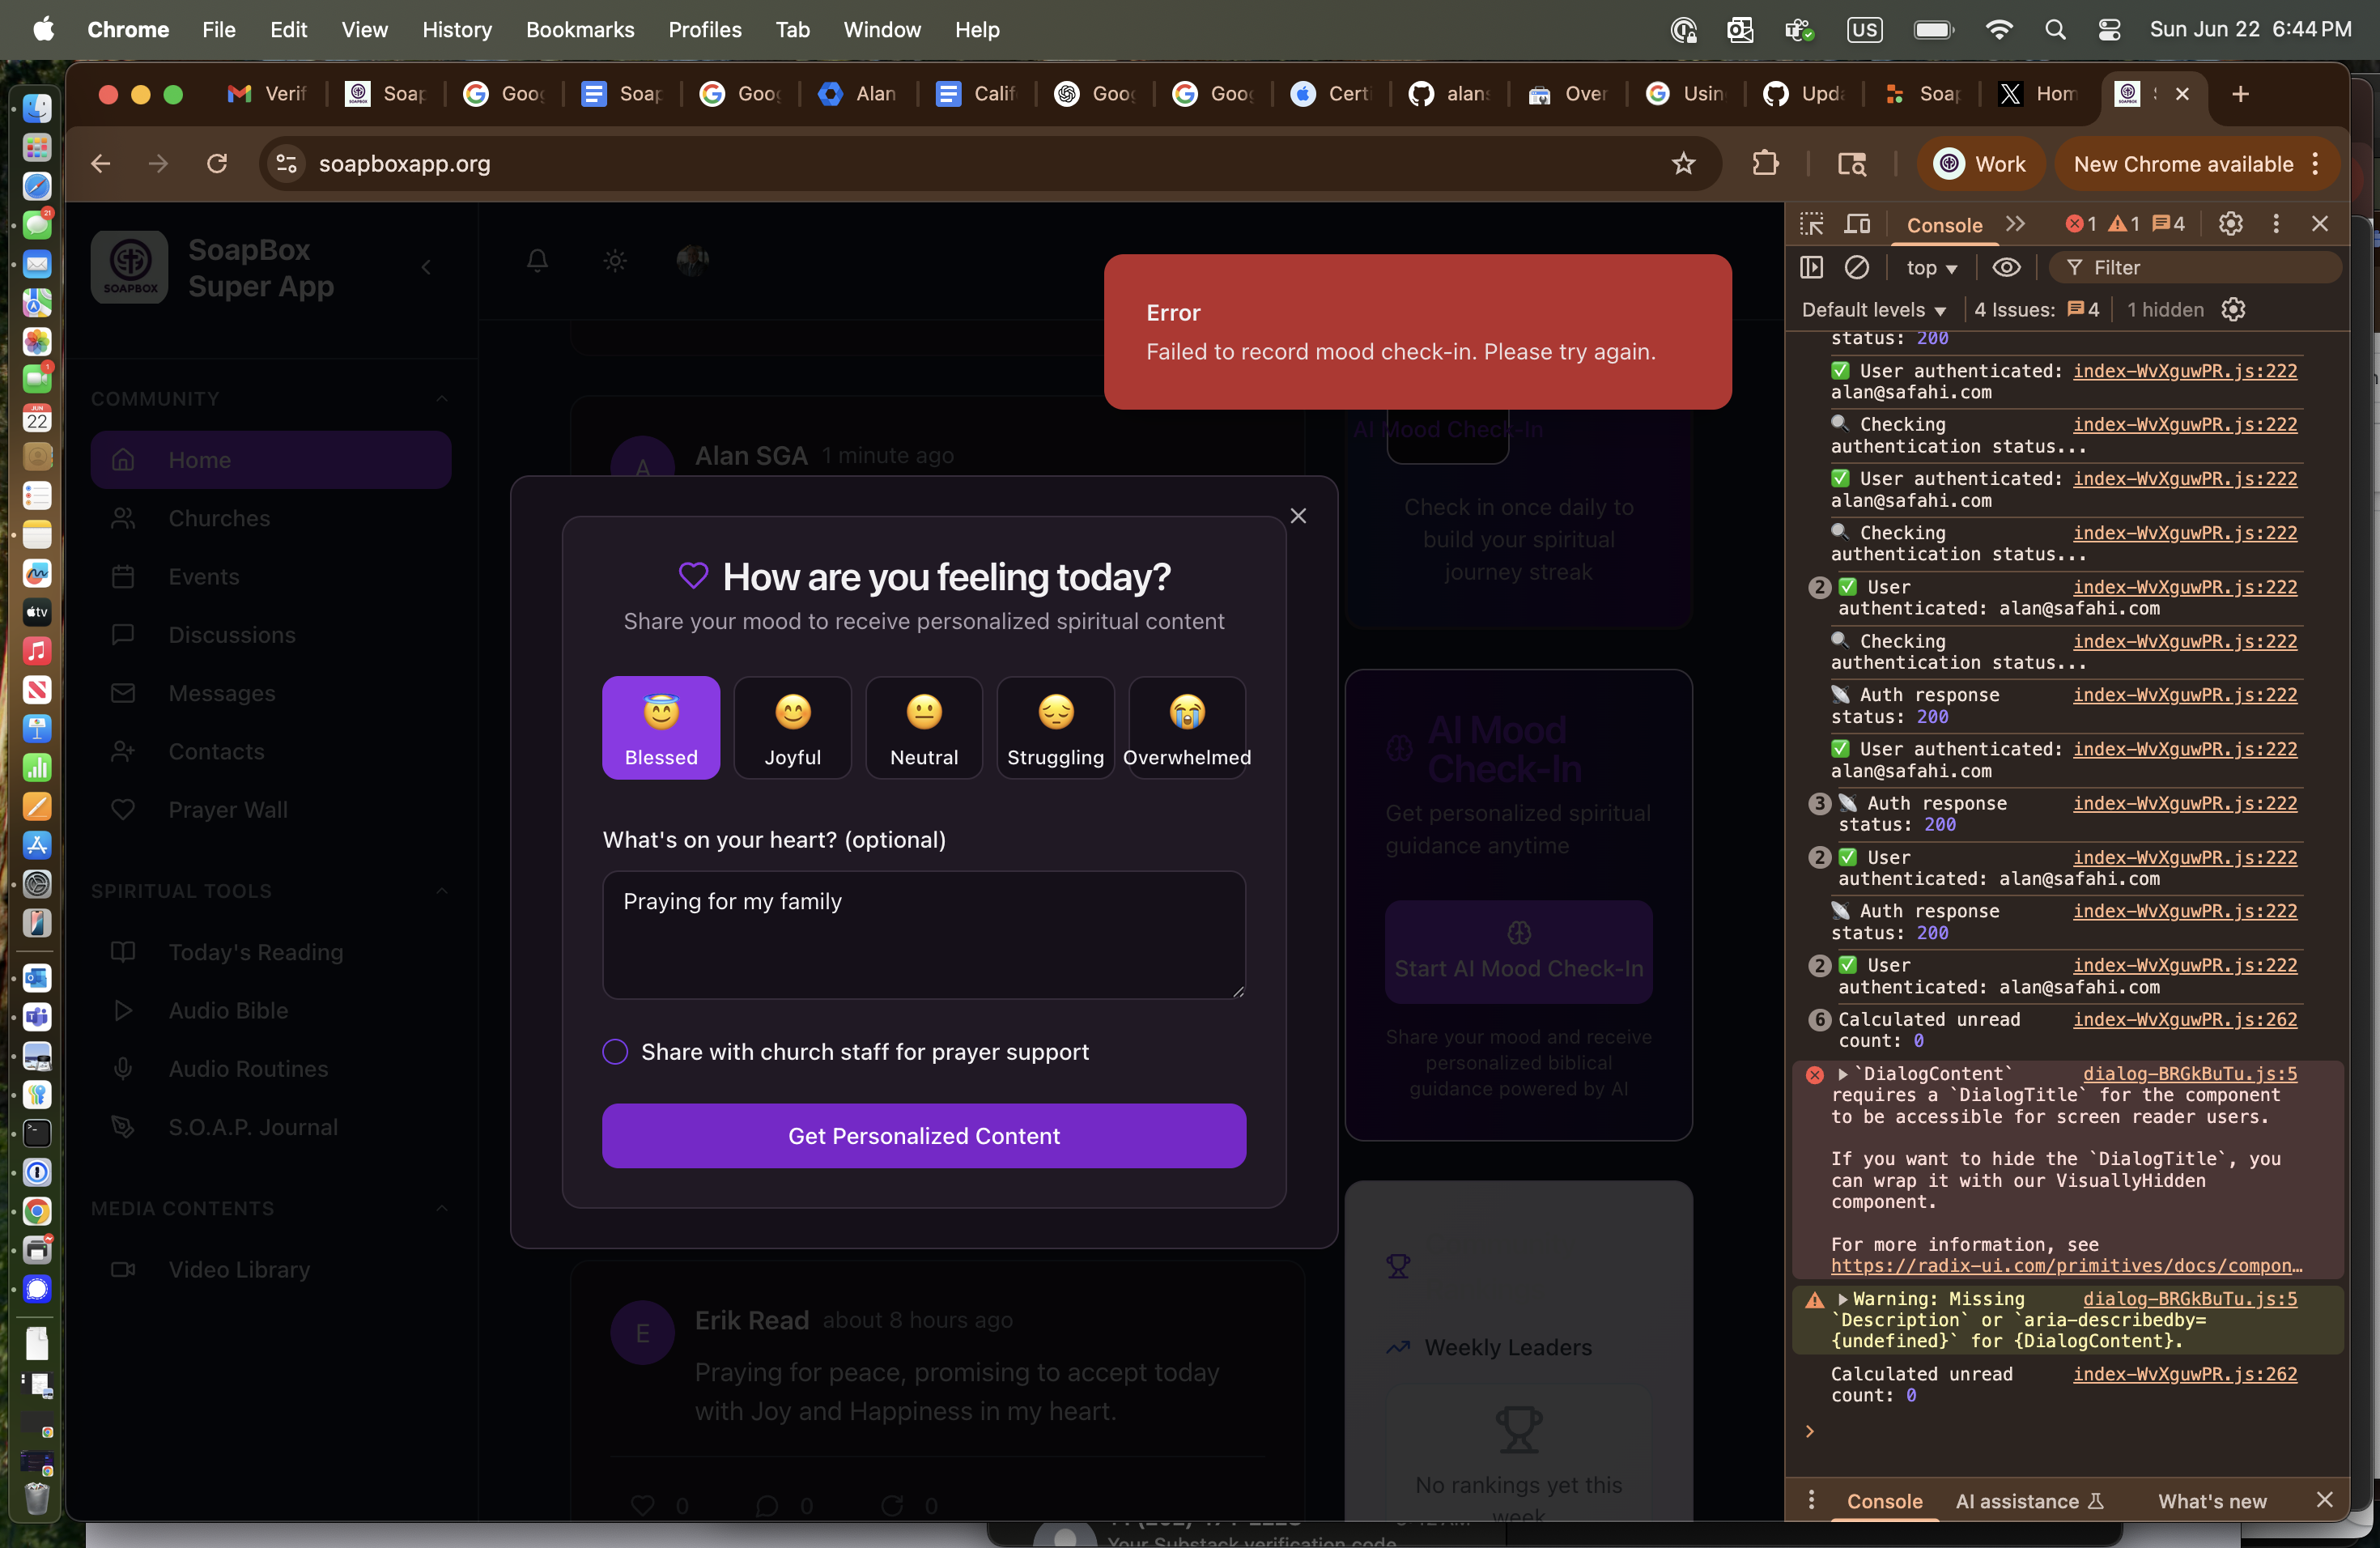 Chrome File Edit View History Bookmarks Profiles Tab Window Help
US
Sun Jun 22 6:44 PM
Verif
Soap
Goo
Soap
Goo
Alan
Calif
Goo
Goo
Certi
alans
Over
Usin
Upda
Soap
Hom
soapboxapp.org
Work
New Chrome available
SOAPBOX
SoapBox
Super App
COMMUNITY
Home
Churches
Events
Discussions
Messages
Contacts
Prayer Wall
SPIRITUAL TOOLS
Today's Reading
Audio Bible
Audio Routines
S.O.A.P. Journal
MEDIA CONTENTS
Video Library
Error
Failed to record mood check-in. Please try again.
A
Alan SGA 1 minute ago
AI Mood Check-In
Check in once daily to
build your spiritual
journey streak
How are you feeling today?
Share your mood to receive personalized spiritual content
Blessed
Joyful
Neutral
Struggling
Overwhelmed
What's on your heart? (optional)
Praying for my family
Share with church staff for prayer support
Get Personalized Content
AI Mood
Check-In
Get personalized spiritual
guidance anytime
Start AI Mood Check-In
Share your mood and receive
personalized biblical
guidance powered by AI
E
Erik Read about 8 hours ago
Praying for peace, promising to accept today
with Joy and Happiness in my heart.
0 0 0
Weekly Leaders
No rankings yet this
week
Your Substack verification code
Console
1 1 4
top
Filter
Default levels
4 Issues: 4
1 hidden
status: 200
User authenticated: index-WvXguwPR.js:222
alan@safahi.com
Checking index-WvXguwPR.js:222
authentication status...
User authenticated: index-WvXguwPR.js:222
alan@safahi.com
Checking index-WvXguwPR.js:222
authentication status...
2 User index-WvXguwPR.js:222
authenticated: alan@safahi.com
Checking index-WvXguwPR.js:222
authentication status...
Auth response index-WvXguwPR.js:222
status: 200
User authenticated: index-WvXguwPR.js:222
alan@safahi.com
3 Auth response index-WvXguwPR.js:222
status: 200
2 User index-WvXguwPR.js:222
authenticated: alan@safahi.com
Auth response index-WvXguwPR.js:222
status: 200
2 User index-WvXguwPR.js:222
authenticated: alan@safahi.com
6 Calculated unread index-WvXguwPR.js:262
count: 0
`DialogContent` dialog-BRGkBuTu.js:5
requires a `DialogTitle` for the component
to be accessible for screen reader users.
If you want to hide the `DialogTitle`, you
can wrap it with our VisuallyHidden
component.
For more information, see
https://radix-ui.com/primitives/docs/compon…
Warning: Missing dialog-BRGkBuTu.js:5
`Description` or `aria-describedby=
{undefined}` for {DialogContent}.
Calculated unread index-WvXguwPR.js:262
count: 0
Console
AI assistance
What's new
21
1
JUN
22
tv